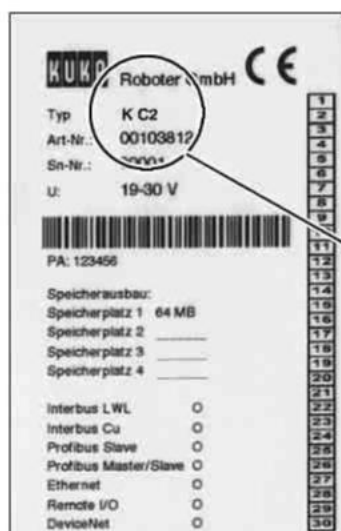 KUKA Roboter GmbH CE
Typ K C2
Art-Nr.: 00103812
Sn-Nr.:
U: 19-30 V
PA: 123456
Speicherausbau:
Speicherplatz 1 64 MB
Speicherplatz 2
Speicherplatz 3
Speicherplatz 4
Interbus LWL
Interbus Cu
Profibus Slave
Profibus Master/Slave
Ethernet
Remote I/O
DeviceNet
1
2
3
4
5
6
7
8
9
10
11
12
13
14
15
16
17
18
19
20
21
22
23
24
25
26
27
28
29
30